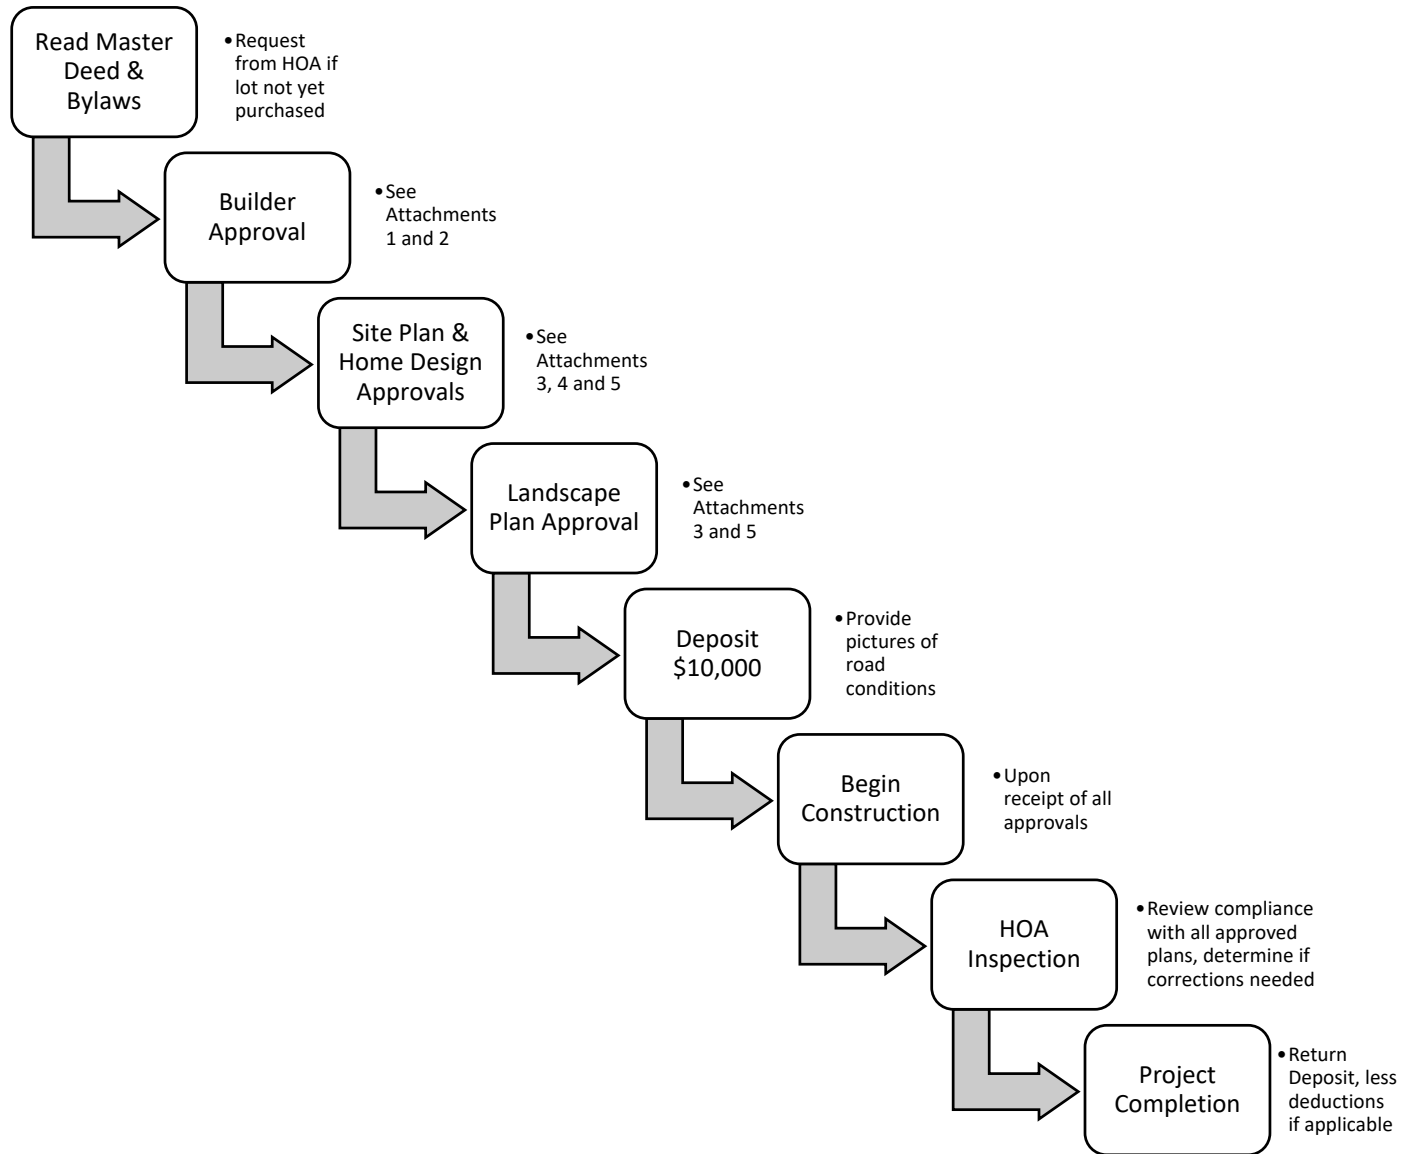 Read Master
Deed &
Bylaws
•Request
from HOA if
lot not yet
purchased
Builder
Approval
•See
Attachments
1 and 2
Site Plan &
Home Design
Approvals
•See
Attachments
3, 4 and 5
Landscape
Plan Approval
•See
Attachments
3 and 5
Deposit
$10,000
•Provide
pictures of
road
conditions
Begin
Construction
•Upon
receipt of all
approvals
HOA
Inspection
•Review compliance
with all approved
plans, determine if
corrections needed
Project
Completion
•Return
Deposit, less
deductions
if applicable